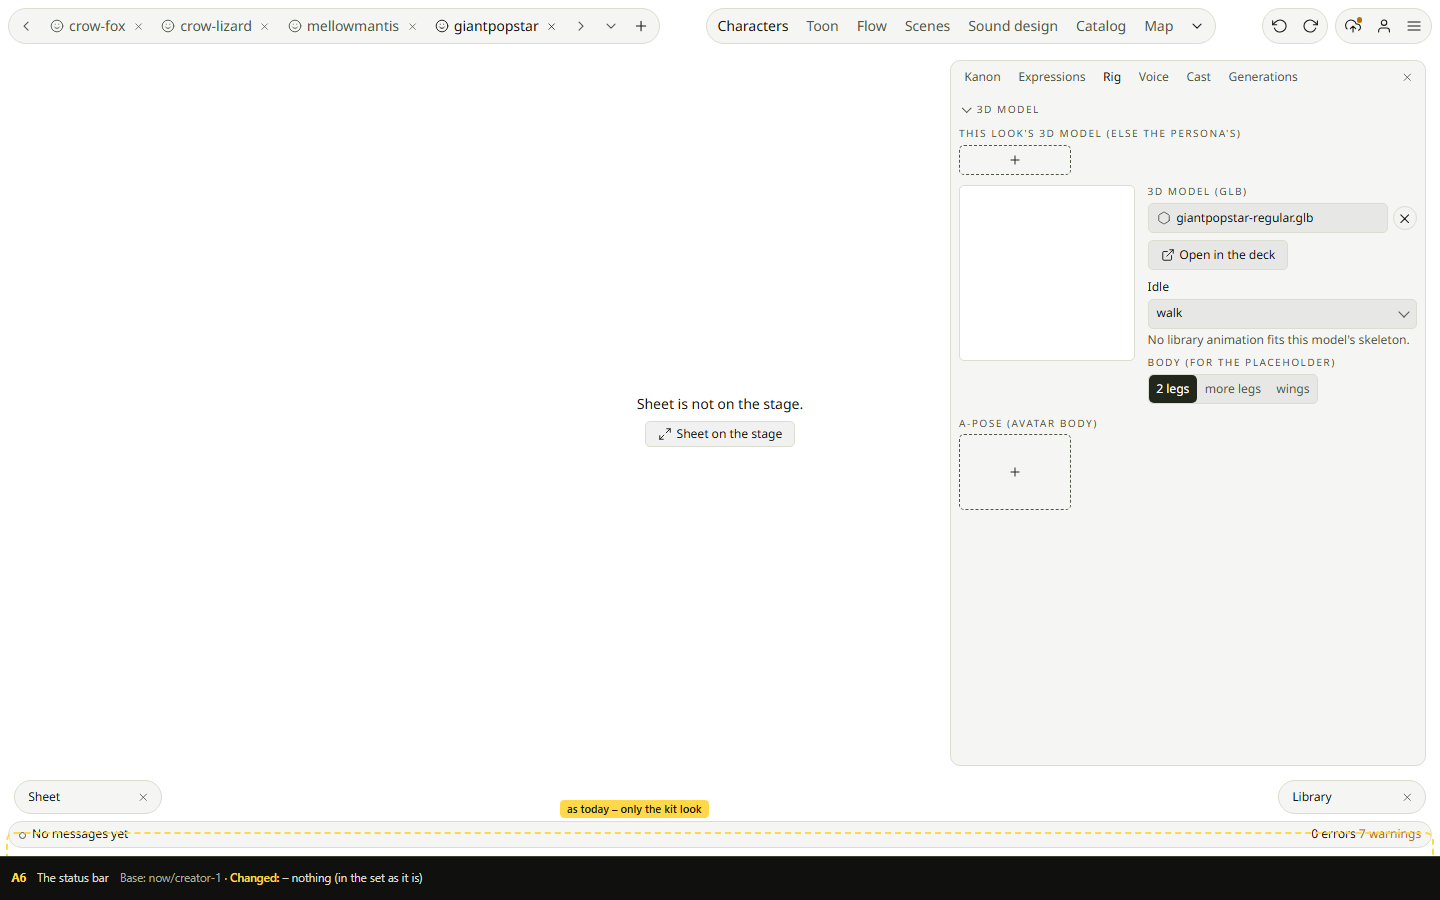 crow-fox crow-lizard mellowmantis giantpopstar
Characters Toon Flow Scenes Sound design Catalog Map
Kanon Expressions Rig Voice Cast Generations
3D MODEL
THIS LOOK'S 3D MODEL (ELSE THE PERSONA'S)
3D MODEL (GLB)
giantpopstar-regular.glb
Open in the deck
Idle
walk
No library animation fits this model's skeleton.
BODY (FOR THE PLACEHOLDER)
2 legs more legs wings
A-POSE (AVATAR BODY)
Sheet is not on the stage.
Sheet on the stage
Sheet
Library
as today – only the kit look
No messages yet
0 errors 7 warnings
A6 The status bar Base: now/creator-1 · Changed: – nothing (in the set as it is)